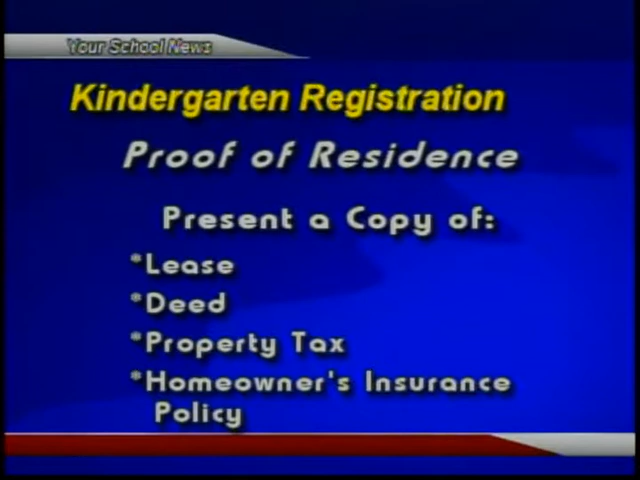 Your School News
Kindergarten Registration
Proof of Residence
Present a Copy of:
*Lease
*Deed
*Property Tax
*Homeowner's Insurance
Policy